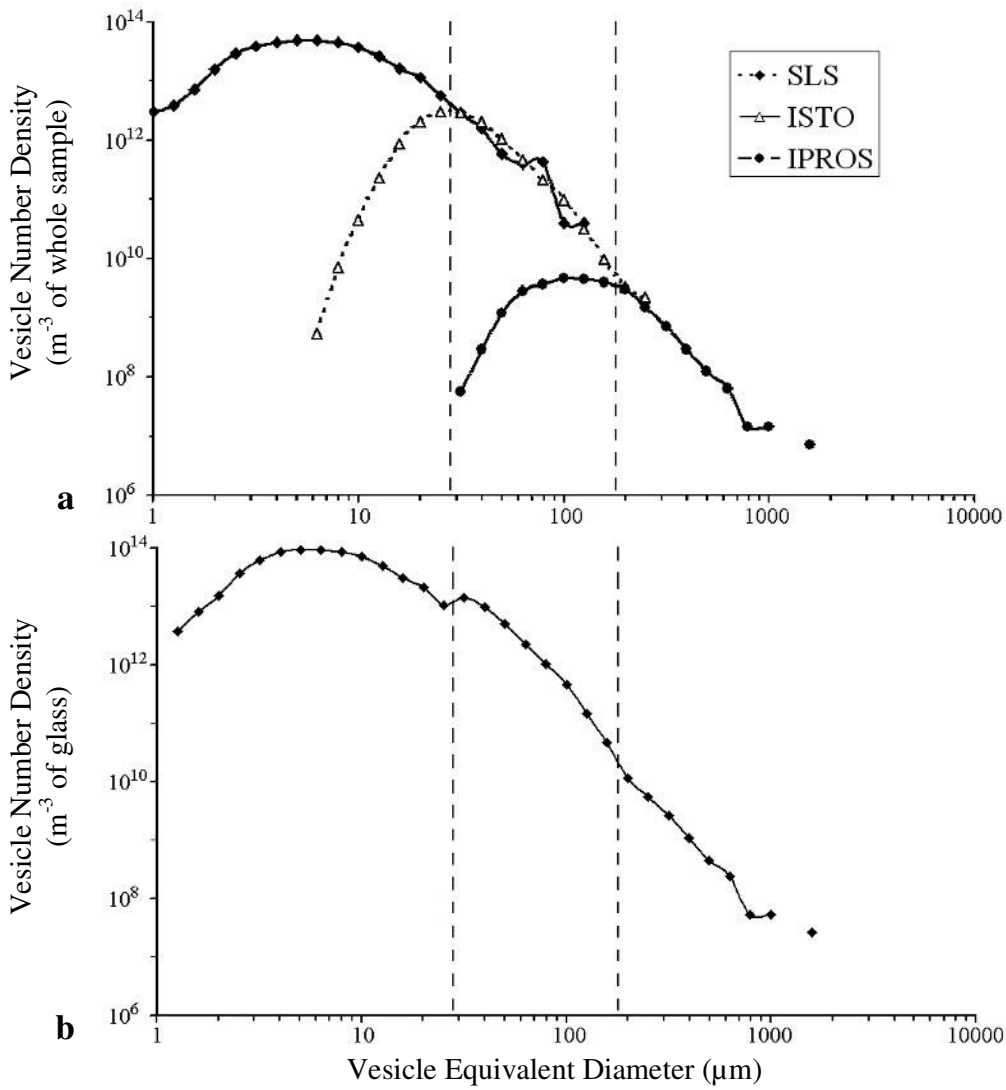 10^14
10^12
10^10
10^8
10^6
Vesicle Number Density
(m^-3 of whole sample)
SLS
ISTO
IPROS
a
1
10
100
1000
10000
10^14
10^12
10^10
10^8
10^6
Vesicle Number Density
(m^-3 of glass)
b
1
10
100
1000
10000
Vesicle Equivalent Diameter (µm)